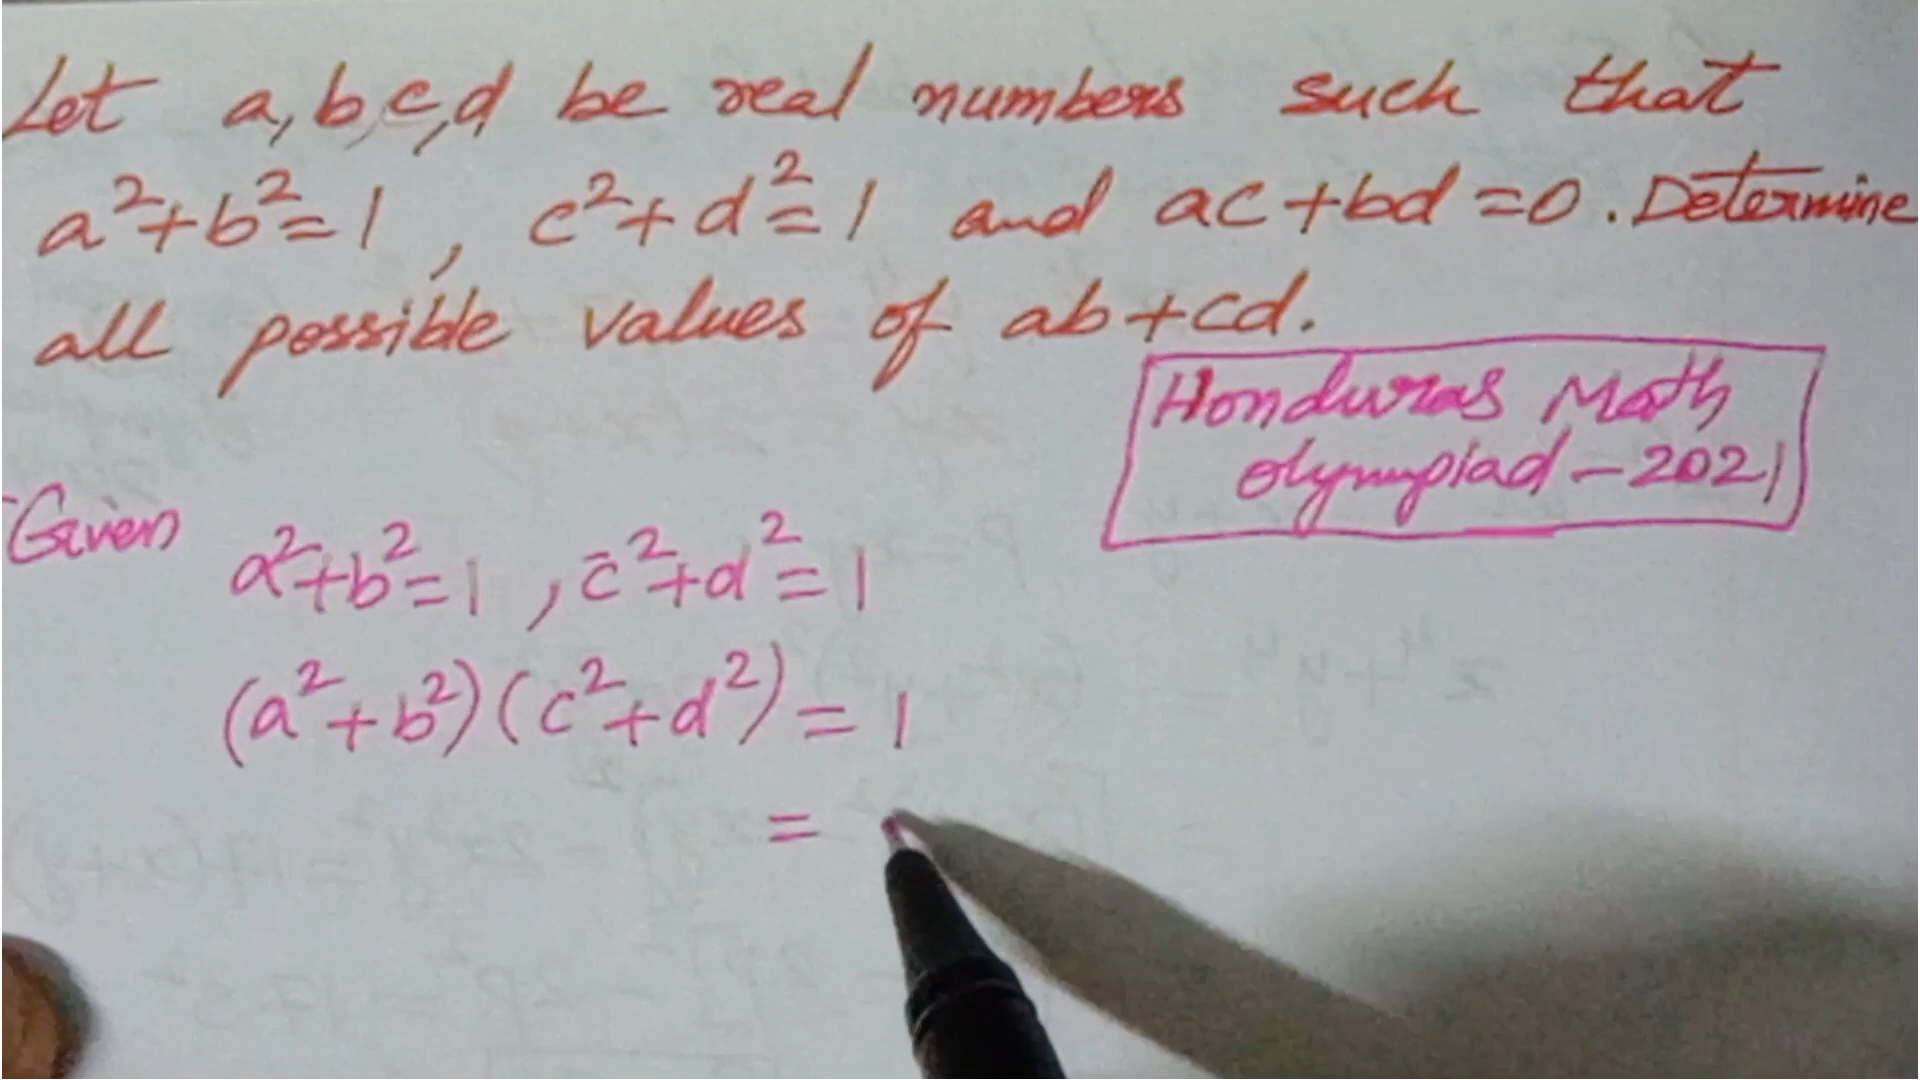 Let a, b, c, d be real numbers such that
a²+b²=1, c²+d²=1 and ac+bd=0. Determine
all possible values of ab+cd.
Honduras Math
Olympiad-2021
Given
a²+b²=1, c²+d²=1
(a²+b²)(c²+d²)=1
=